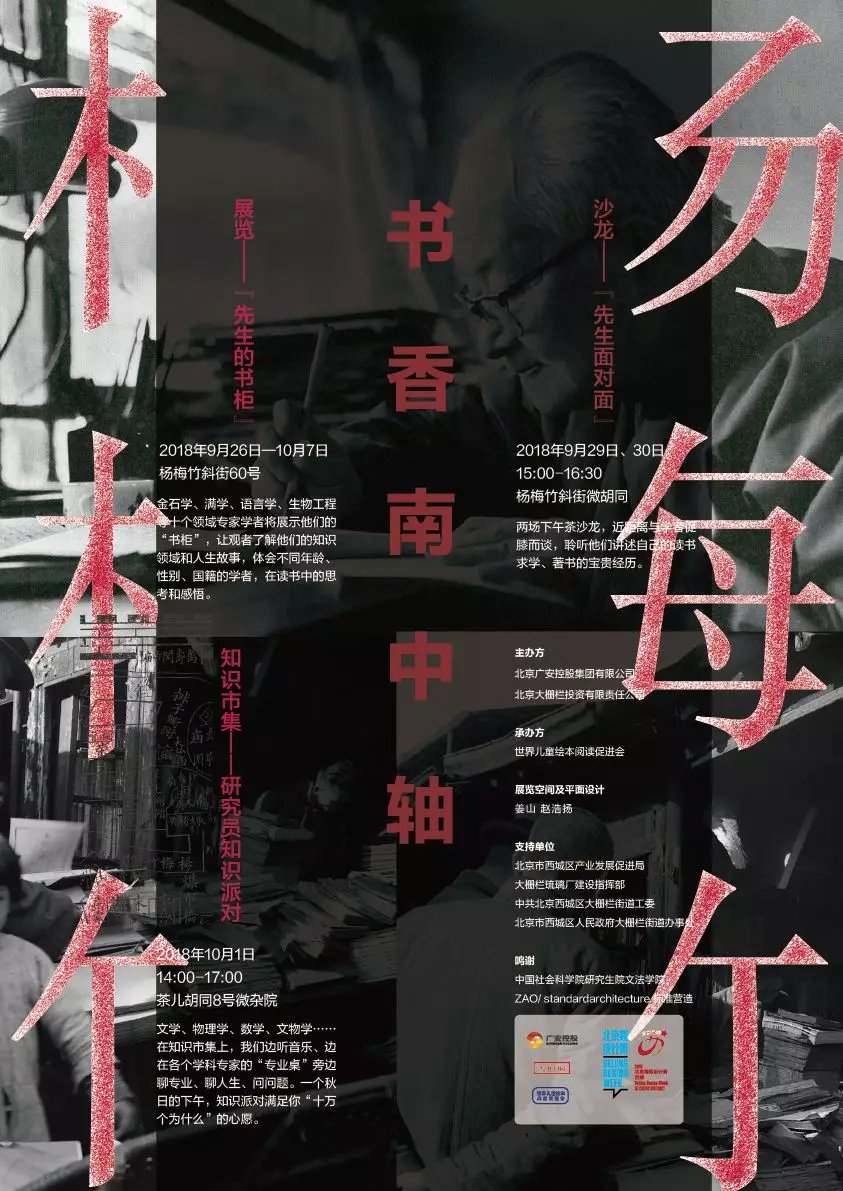 杨
梅
竹
书香南中轴
展览——『先生的书柜』
2018年9月26日—10月7日
杨梅竹斜街60号
金石学、满学、语言学、生物工程
等十个领域专家学者将展示他们的
“书柜”，让观者了解他们的知识
领域和人生故事，体会不同年龄、
性别、国籍的学者，在读书中的思
考和感悟。
沙龙——『先生面对面』
2018年9月29日、30日
15:00-16:30
杨梅竹斜街微胡同
两场下午茶沙龙，近距离与学者促
膝而谈，聆听他们讲述自己的读书
求学、著书的宝贵经历。
知识市集——研究员知识派对
2018年10月1日
14:00-17:00
茶儿胡同8号微杂院
文学、物理学、数学、文物学……
在知识市集上，我们边听音乐、边
在各个学科专家的“专业桌”旁边
聊专业、聊人生、问问题。一个秋
日的下午，知识派对满足你“十万
个为什么”的心愿。
主办方
北京广安控股集团有限公司
北京大栅栏投资有限责任公司
承办方
世界儿童绘本阅读促进会
展览空间及平面设计
姜山 赵浩扬
支持单位
北京市西城区产业发展促进局
大栅栏琉璃厂建设指挥部
中共北京西城区大栅栏街道工委
北京市西城区人民政府大栅栏街道办事处
鸣谢
中国社会科学院研究生院文法学院
ZAO/ standardarchitecture 标准营造
广安控股
北京国际设计周
BEIJING
DESIGN
WEEK